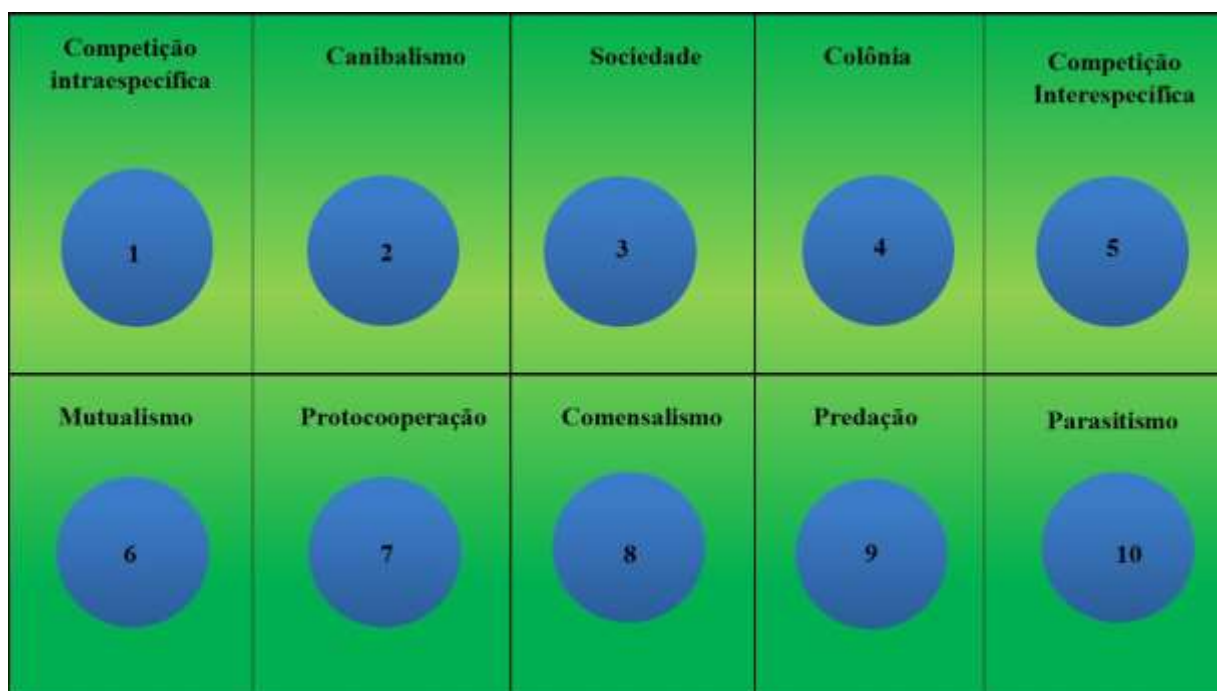 Competição
intraespecífica
Canibalismo
Sociedade
Colônia
Competição
Interespecífica
1
2
3
4
5
Mutualismo
Protocooperação
Comensalismo
Predação
Parasitismo
6
7
8
9
10